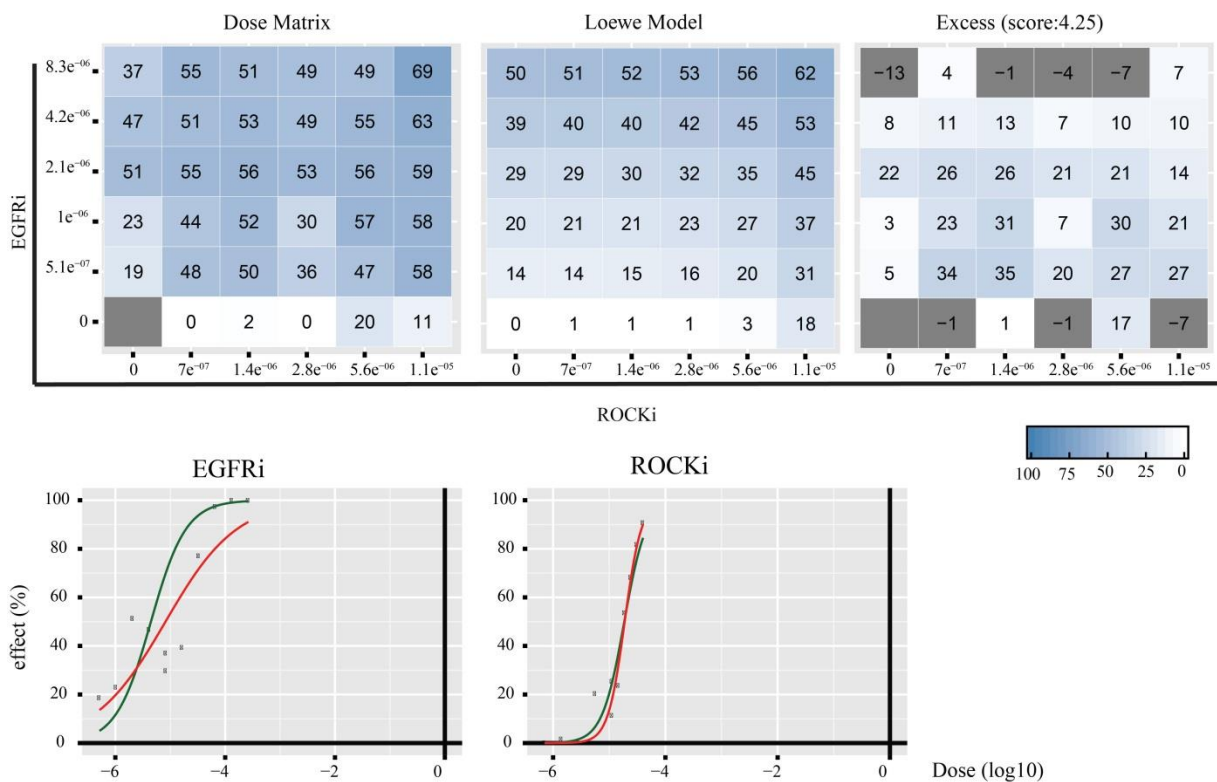 Dose Matrix Loewe Model Excess (score:4.25)
8.3e⁻⁰⁶ 37 55 51 49 49 69 50 51 52 53 56 62 −13 4 −1 −4 −7 7
4.2e⁻⁰⁶ 47 51 53 49 55 63 39 40 40 42 45 53 8 11 13 7 10 10
2.1e⁻⁰⁶ 51 55 56 53 56 59 29 29 30 32 35 45 22 26 26 21 21 14
EGFRi
1e⁻⁰⁶ 23 44 52 30 57 58 20 21 21 23 27 37 3 23 31 7 30 21
5.1e⁻⁰⁷ 19 48 50 36 47 58 14 14 15 16 20 31 5 34 35 20 27 27
0 0 2 0 20 11 0 1 1 1 3 18 −1 1 −1 17 −7
0 7e⁻⁰⁷ 1.4e⁻⁰⁶ 2.8e⁻⁰⁶ 5.6e⁻⁰⁶ 1.1e⁻⁰⁵ 0 7e⁻⁰⁷ 1.4e⁻⁰⁶ 2.8e⁻⁰⁶ 5.6e⁻⁰⁶ 1.1e⁻⁰⁵ 0 7e⁻⁰⁷ 1.4e⁻⁰⁶ 2.8e⁻⁰⁶ 5.6e⁻⁰⁶ 1.1e⁻⁰⁵
ROCKi
100 75 50 25 0
EGFRi ROCKi
100 100
80 80
60 60
effect (%)
40 40
20 20
0 0
−6 −4 −2 0 −6 −4 −2 0 Dose (log10)